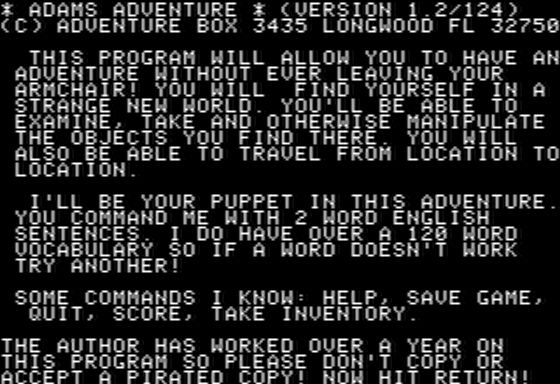 * ADAMS ADVENTURE * (VERSION 1.2/124)
(C) ADVENTURE BOX 3435 LONGWOOD FL 32750
THIS PROGRAM WILL ALLOW YOU TO HAVE AN
ADVENTURE WITHOUT EVER LEAVING YOUR
ARMCHAIR! YOU WILL  FIND YOURSELF IN A
STRANGE NEW WORLD. YOU'LL BE ABLE TO
EXAMINE, TAKE AND OTHERWISE MANIPULATE
THE OBJECTS YOU FIND THERE. YOU WILL
ALSO BE ABLE TO TRAVEL FROM LOCATION TO
LOCATION.
I'LL BE YOUR PUPPET IN THIS ADVENTURE.
YOU COMMAND ME WITH 2 WORD ENGLISH
SENTENCES. I DO HAVE OVER A 120 WORD
VOCABULARY SO IF A WORD DOESN'T WORK
TRY ANOTHER!
SOME COMMANDS I KNOW: HELP, SAVE GAME,
QUIT, SCORE, TAKE INVENTORY.
THE AUTHOR HAS WORKED OVER A YEAR ON
THIS PROGRAM SO PLEASE DON'T COPY OR
ACCEPT A PIRATED COPY! NOW HIT RETURN!